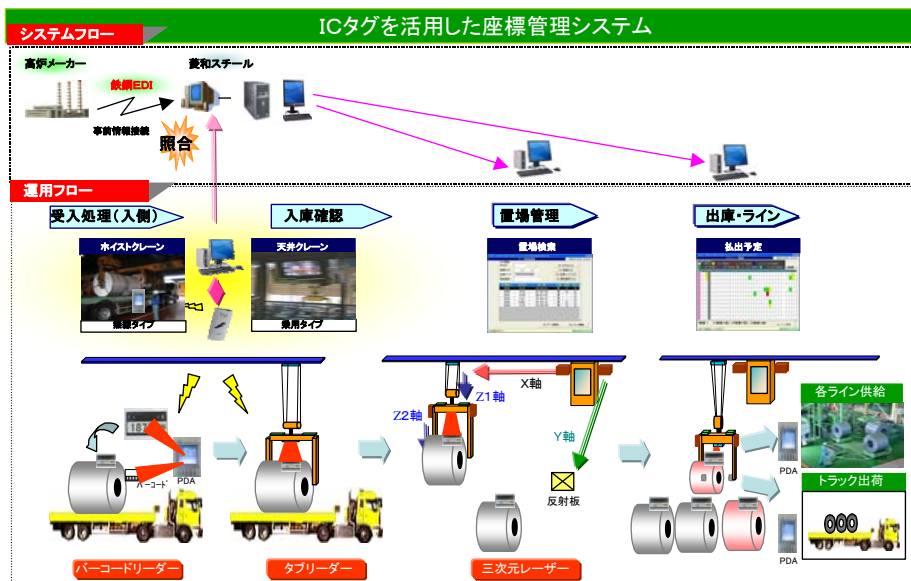 ICタグを活用した座標管理システム
システムフロー
高炉メーカー
菱和スチール
鉄鋼EDI
事前情報接続
照合
運用フロー
受入処理(入側)
入庫確認
置場管理
出庫・ライン
ホイストクレーン
天井クレーン
置場検索
払出予定
無線タイプ
乗用タイプ
X軸
Z1軸
Z2軸
Y軸
各ライン供給
187
バーコード
PDA
反射板
PDA
トラック出荷
PDA
バーコードリーダー
タブリーダー
三次元レーザー